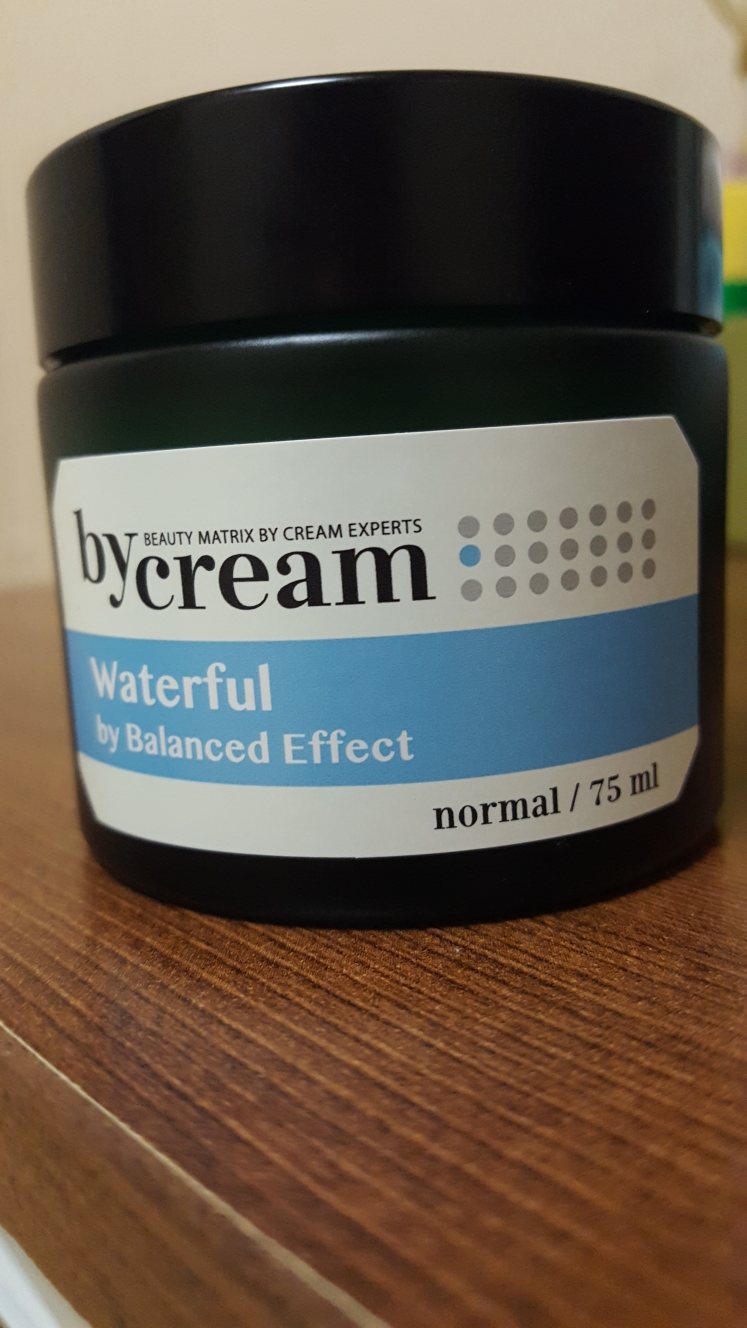 BEAUTY MATRIX BY CREAM EXPERTS
bycream
Waterful
by Balanced Effect
normal / 75 ml